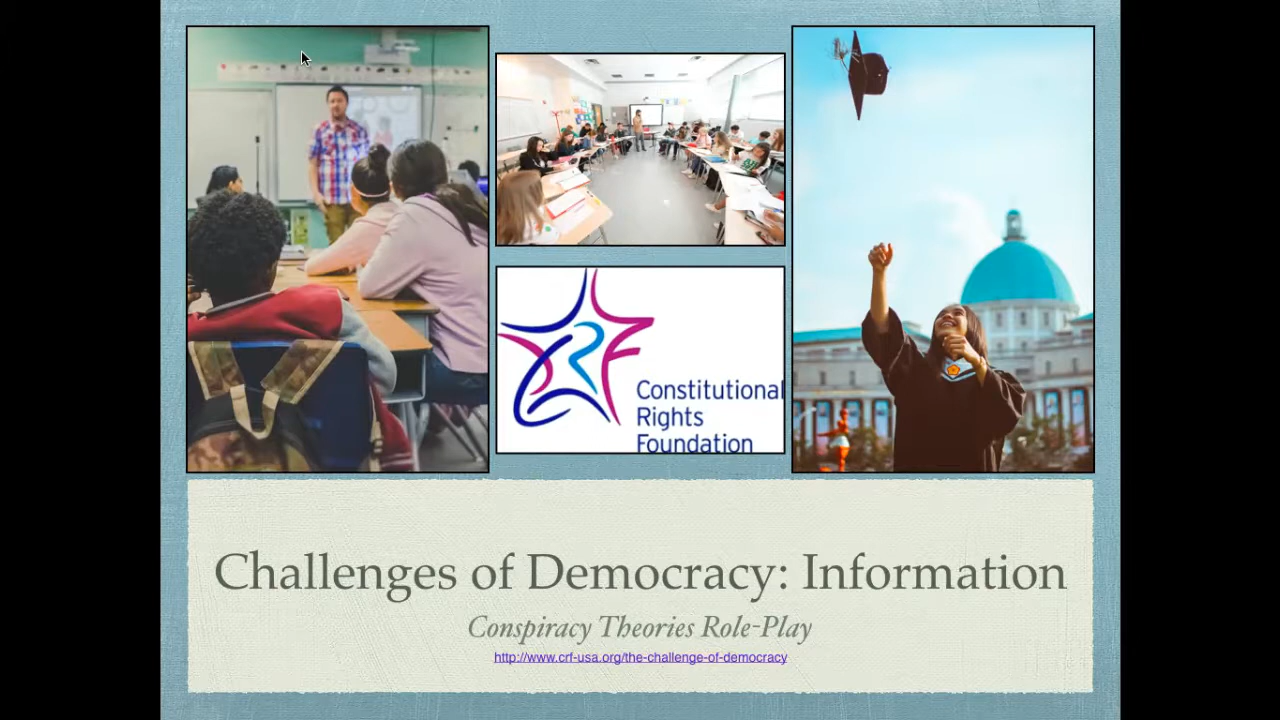 CRF
Constitutional
Rights
Foundation
Challenges of Democracy: Information
Conspiracy Theories Role-Play
http://www.crf-usa.org/the-challenge-of-democracy